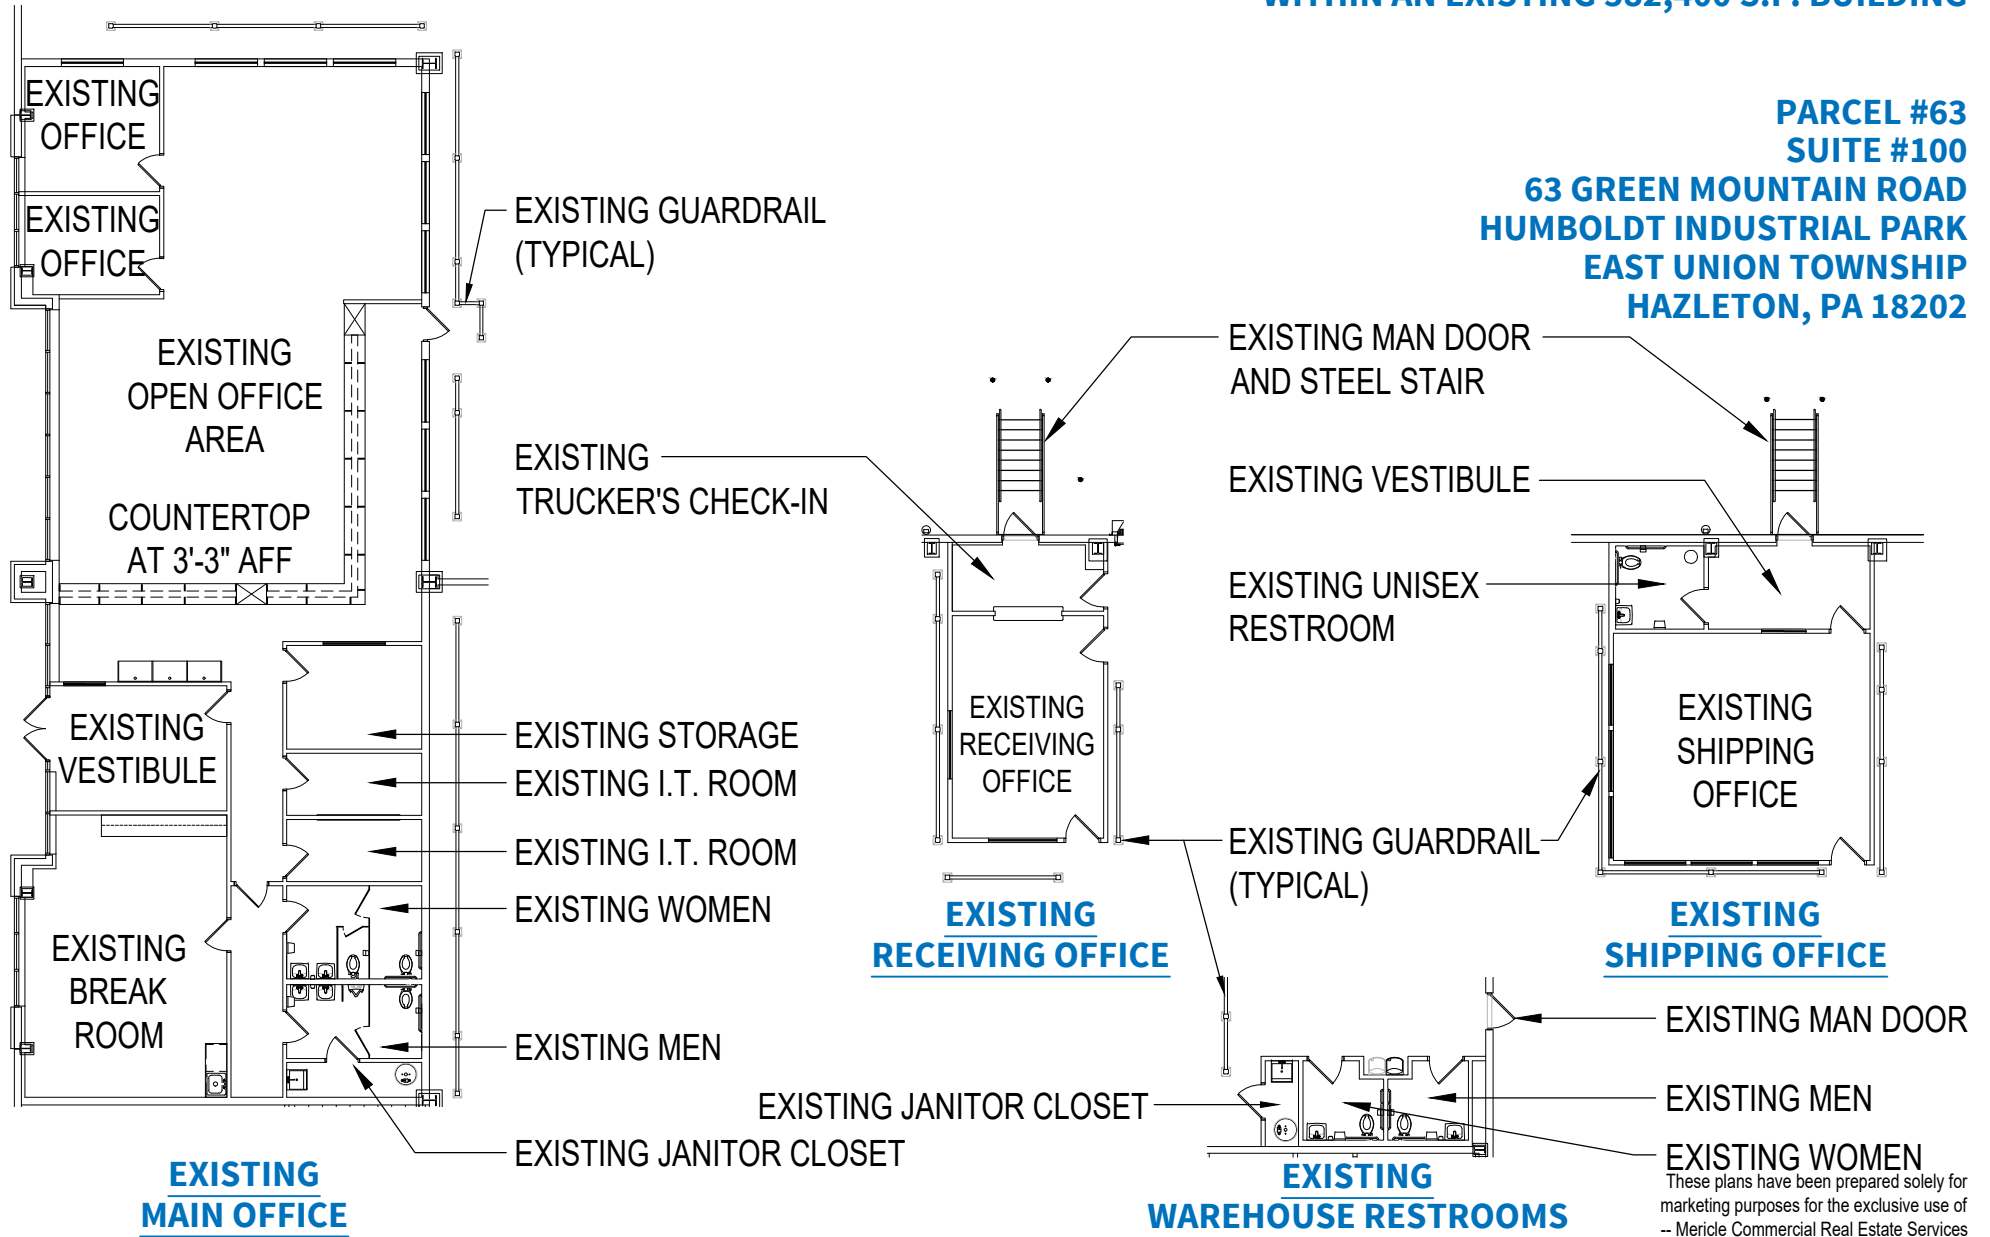 WITHIN AN EXISTING 382,400 S.F. BUILDING
PARCEL #63
SUITE #100
63 GREEN MOUNTAIN ROAD
HUMBOLDT INDUSTRIAL PARK
EAST UNION TOWNSHIP
HAZLETON, PA 18202
EXISTING
OFFICE
EXISTING
OFFICE
EXISTING GUARDRAIL
(TYPICAL)
EXISTING
OPEN OFFICE
AREA
COUNTERTOP
AT 3'-3" AFF
EXISTING
TRUCKER'S CHECK-IN
EXISTING
VESTIBULE
EXISTING STORAGE
EXISTING I.T. ROOM
EXISTING I.T. ROOM
EXISTING WOMEN
EXISTING
BREAK
ROOM
EXISTING MEN
EXISTING JANITOR CLOSET
EXISTING
MAIN OFFICE
EXISTING MAN DOOR
AND STEEL STAIR
EXISTING VESTIBULE
EXISTING UNISEX
RESTROOM
EXISTING
RECEIVING
OFFICE
EXISTING
SHIPPING
OFFICE
EXISTING GUARDRAIL
(TYPICAL)
EXISTING
RECEIVING OFFICE
EXISTING
SHIPPING OFFICE
EXISTING MAN DOOR
EXISTING MEN
EXISTING JANITOR CLOSET
EXISTING WOMEN
EXISTING
WAREHOUSE RESTROOMS
These plans have been prepared solely for
marketing purposes for the exclusive use of
-- Mericle Commercial Real Estate Services